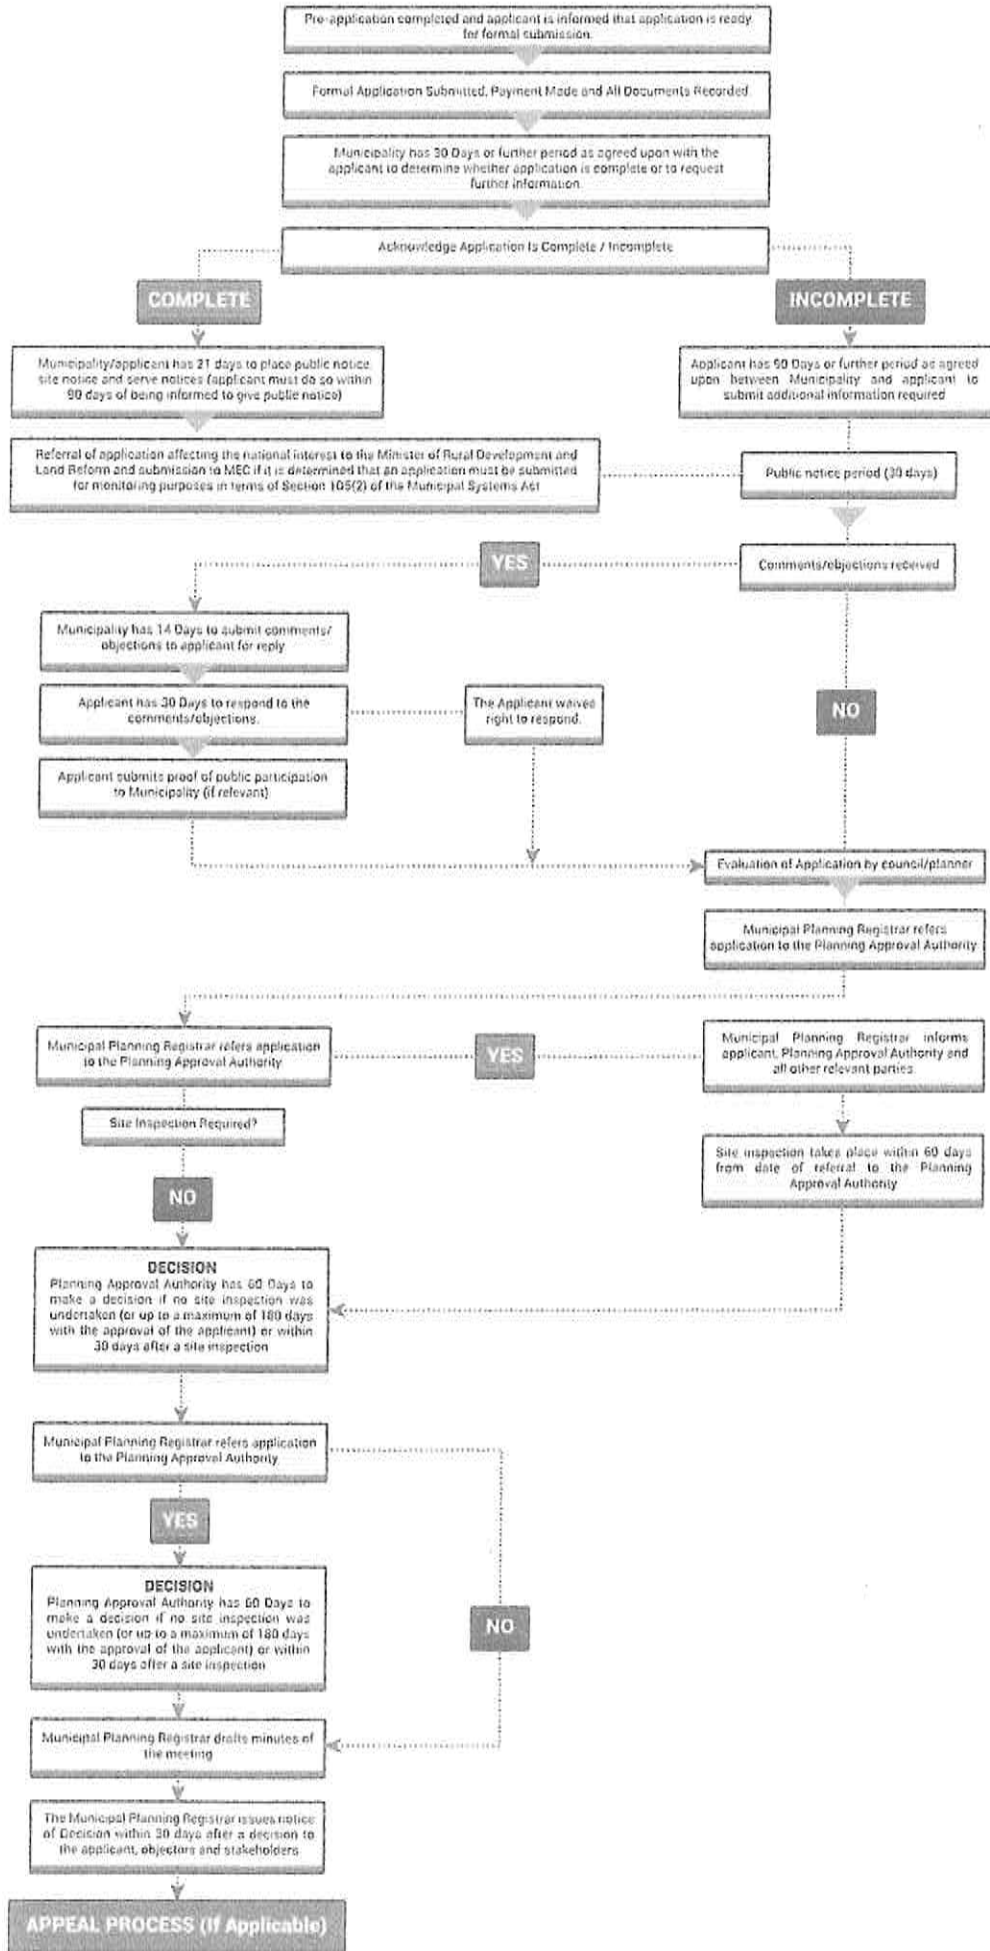 Pre-application completed and applicant is informed that application is ready
for formal submission.
Formal Application Submitted, Payment Made and All Documents Recorded
Municipality has 30 Days or further period as agreed upon with the
applicant to determine whether application is complete or to request
further information
Acknowledge Application Is Complete / Incomplete
COMPLETE
INCOMPLETE
Municipality/applicant has 21 days to place public notice
site notice and serve notices (applicant must do so within
90 days of being informed to give public notice)
Applicant has 90 Days or further period as agreed
upon between Municipality and applicant to
submit additional information required
Referral of application affecting the national interest to the Minister of Rural Development and
Land Reform and submission to MEC if it is determined that an application must be submitted
for monitoring purposes in terms of Section 105(2) of the Municipal Systems Act
Public notice period (30 days)
YES
Comments/objections received
Municipality has 14 Days to submit comments/
objections to applicant for reply
Applicant has 30 Days to respond to the
comments/objections.
The Applicant waived
right to respond.
NO
Applicant submits proof of public participation
to Municipality (if relevant)
Evaluation of Application by council/planner
Municipal Planning Registrar refers
application to the Planning Approval Authority
Municipal Planning Registrar refers application
to the Planning Approval Authority
YES
Municipal Planning Registrar informs
applicant, Planning Approval Authority and
all other relevant parties
Site Inspection Required?
Site inspection takes place within 60 days
from date of referral to the Planning
Approval Authority
NO
DECISION
Planning Approval Authority has 60 Days to
make a decision if no site inspection was
undertaken (or up to a maximum of 180 days
with the approval of the applicant) or within
30 days after a site inspection
Municipal Planning Registrar refers application
to the Planning Approval Authority
YES
DECISION
Planning Approval Authority has 60 Days to
make a decision if no site inspection was
undertaken (or up to a maximum of 180 days
with the approval of the applicant) or within
30 days after a site inspection
NO
Municipal Planning Registrar drafts minutes of
the meeting
The Municipal Planning Registrar issues notice
of Decision within 30 days after a decision to
the applicant, objectors and stakeholders
APPEAL PROCESS (If Applicable)